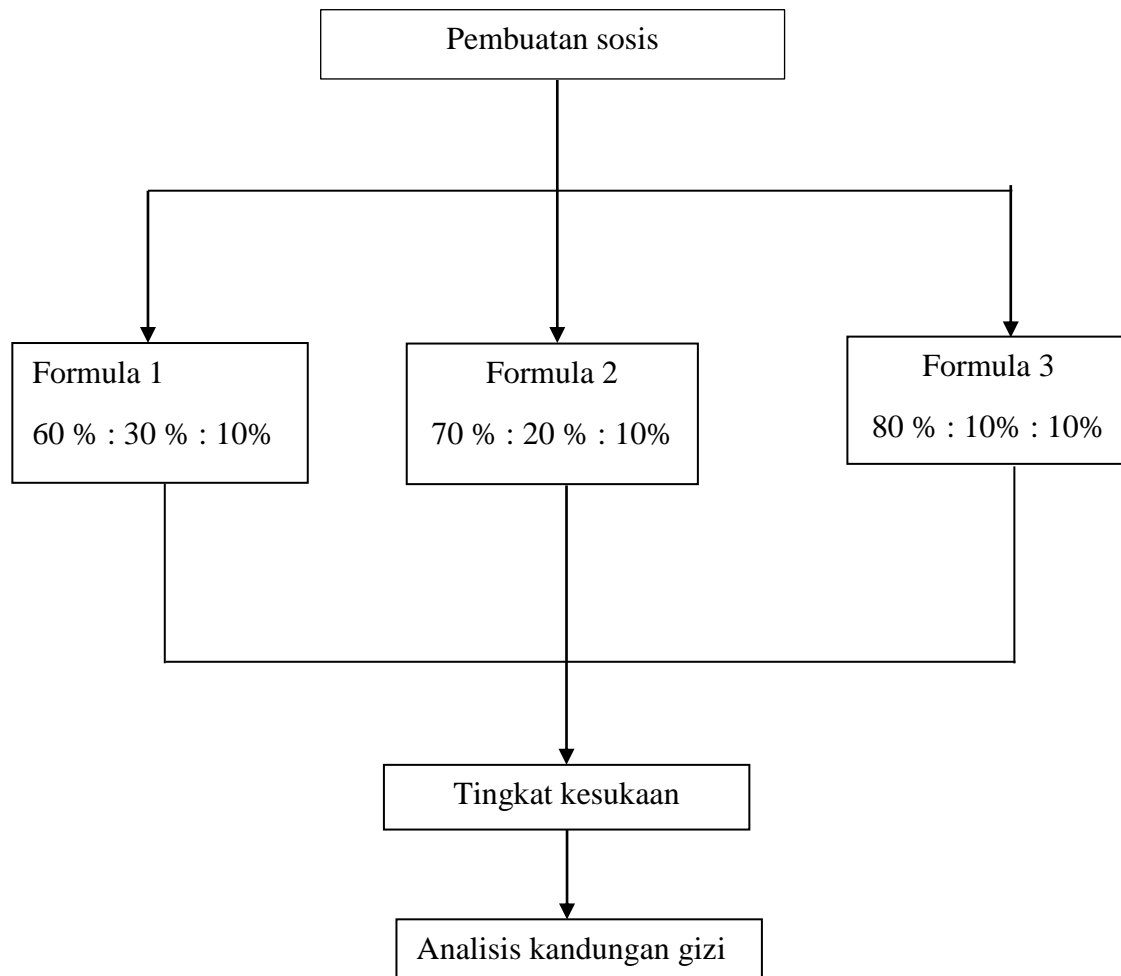 Pembuatan sosis
Formula 1
60 % : 30 % : 10%
Formula 2
70 % : 20 % : 10%
Formula 3
80 % : 10% : 10%
Tingkat kesukaan
Analisis kandungan gizi